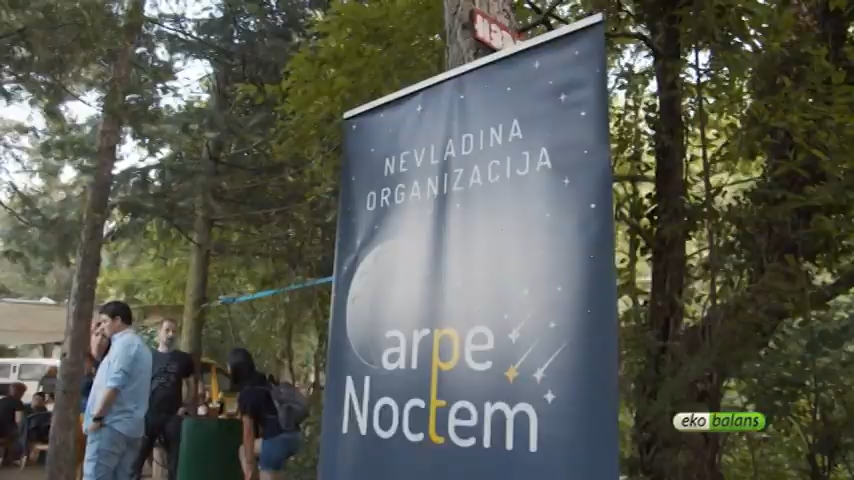 NEVLADINA
ORGANIZACIJA
arpe
Noctem
eko balans